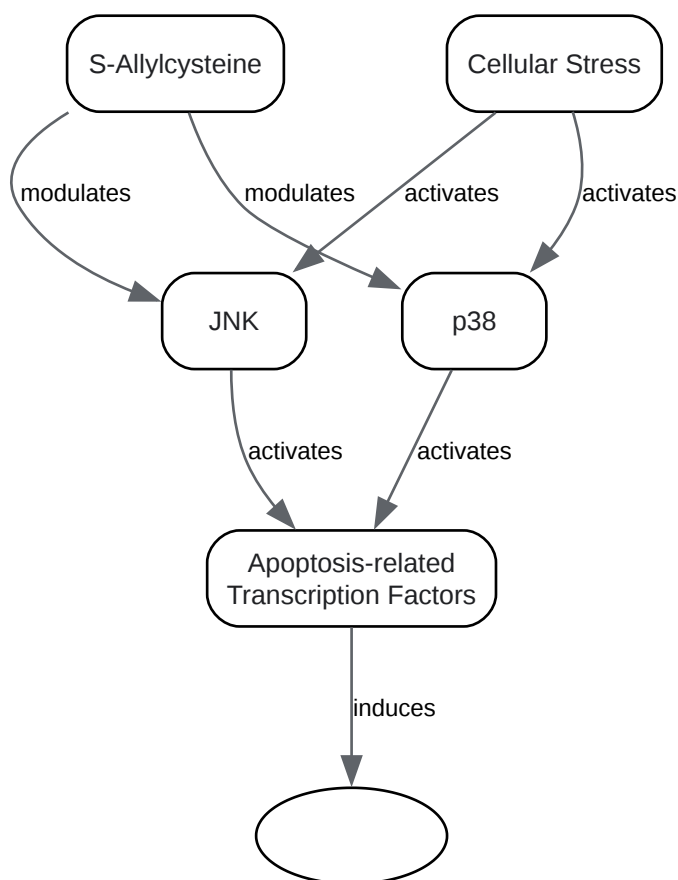 S-Allylcysteine
Cellular Stress
modulates
modulates
activates
activates
JNK
p38
activates
activates
Apoptosis-related
Transcription Factors
induces